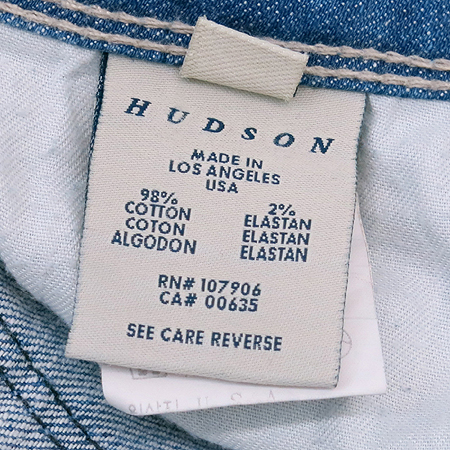 HUDSON
MADE IN
LOS ANGELES
USA
98%
COTTON
COTON
ALGODON
2%
ELASTAN
ELASTAN
ELASTAN
RN# 107906
CA# 00635
SEE CARE REVERSE